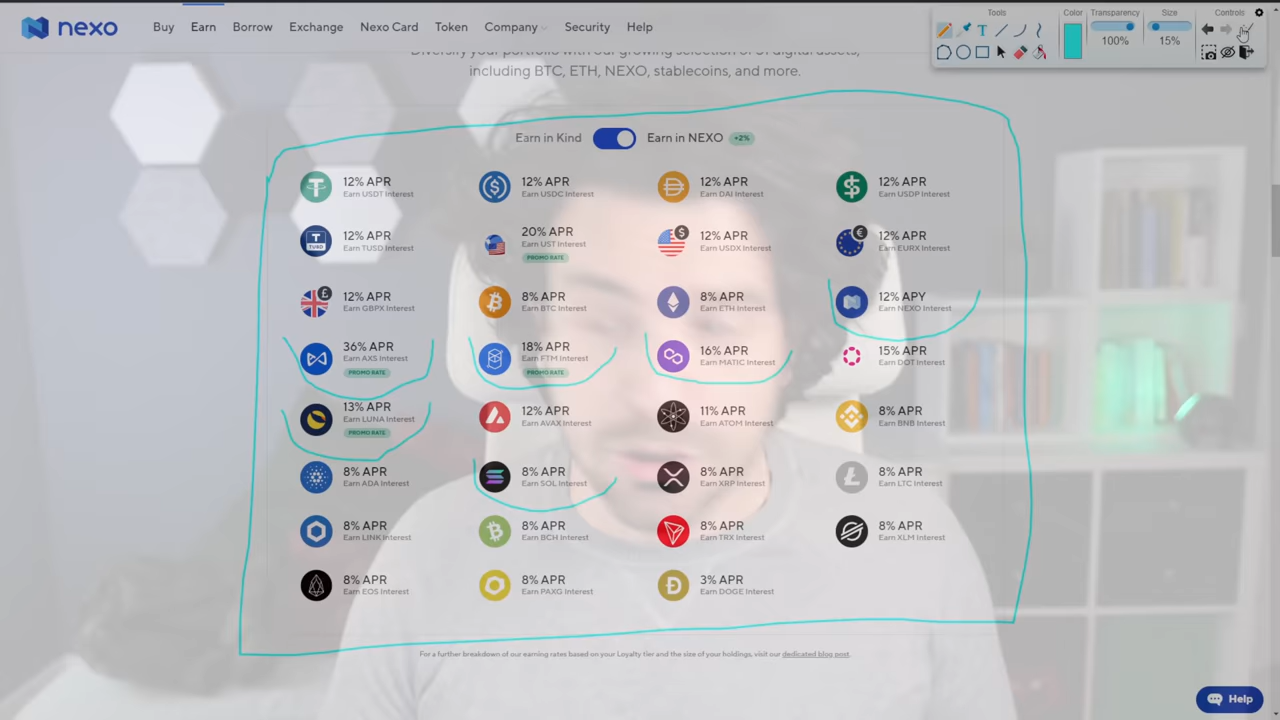 nexo
Buy Earn Borrow Exchange Nexo Card Token Company Security Help
Tools Color Transparency Size Controls
100% 15%
Diversify your portfolio with our growing selection of 31 digital assets,
including BTC, ETH, NEXO, stablecoins, and more.
Earn in Kind Earn in NEXO +2%
12% APR 12% APR 12% APR 12% APR
Earn USDT Interest Earn USDC Interest Earn DAI Interest Earn USDP Interest
12% APR 20% APR 12% APR 12% APR
Earn TUSD Interest Earn UST Interest Earn USDX Interest Earn EURX Interest
PROMO RATE
12% APR 8% APR 8% APR 12% APY
Earn GBPX Interest Earn BTC Interest Earn ETH Interest Earn NEXO Interest
36% APR 18% APR 16% APR 15% APR
Earn AXS Interest Earn FTM Interest Earn MATIC Interest Earn DOT Interest
PROMO RATE PROMO RATE
13% APR 12% APR 11% APR 8% APR
Earn LUNA Interest Earn AVAX Interest Earn ATOM Interest Earn BNB Interest
PROMO RATE
8% APR 8% APR 8% APR 8% APR
Earn ADA Interest Earn SOL Interest Earn XRP Interest Earn LTC Interest
8% APR 8% APR 8% APR 8% APR
Earn LINK Interest Earn BCH Interest Earn TRX Interest Earn XLM Interest
8% APR 8% APR 3% APR
Earn EOS Interest Earn PAXG Interest Earn DOGE Interest
For a further breakdown of our earning rates based on your Loyalty tier and the size of your holdings, visit our dedicated blog post.
Help